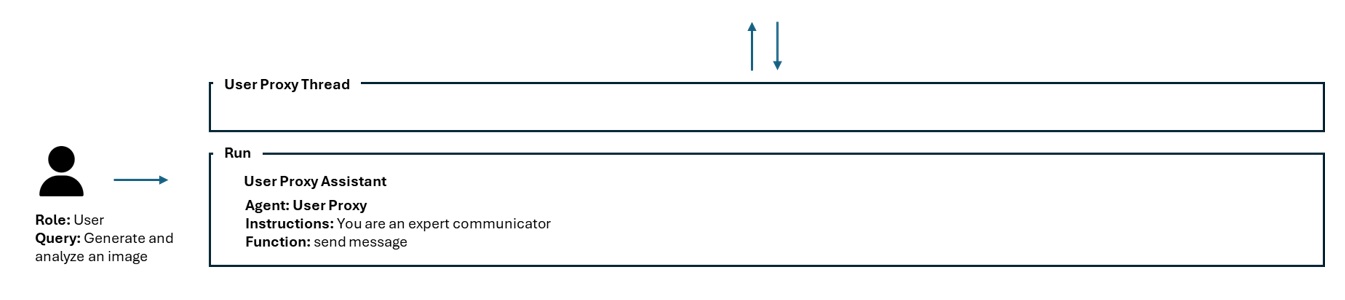 User Proxy Thread
Run
User Proxy Assistant
Agent: User Proxy
Instructions: You are an expert communicator
Function: send message
Role: User
Query: Generate and
analyze an image